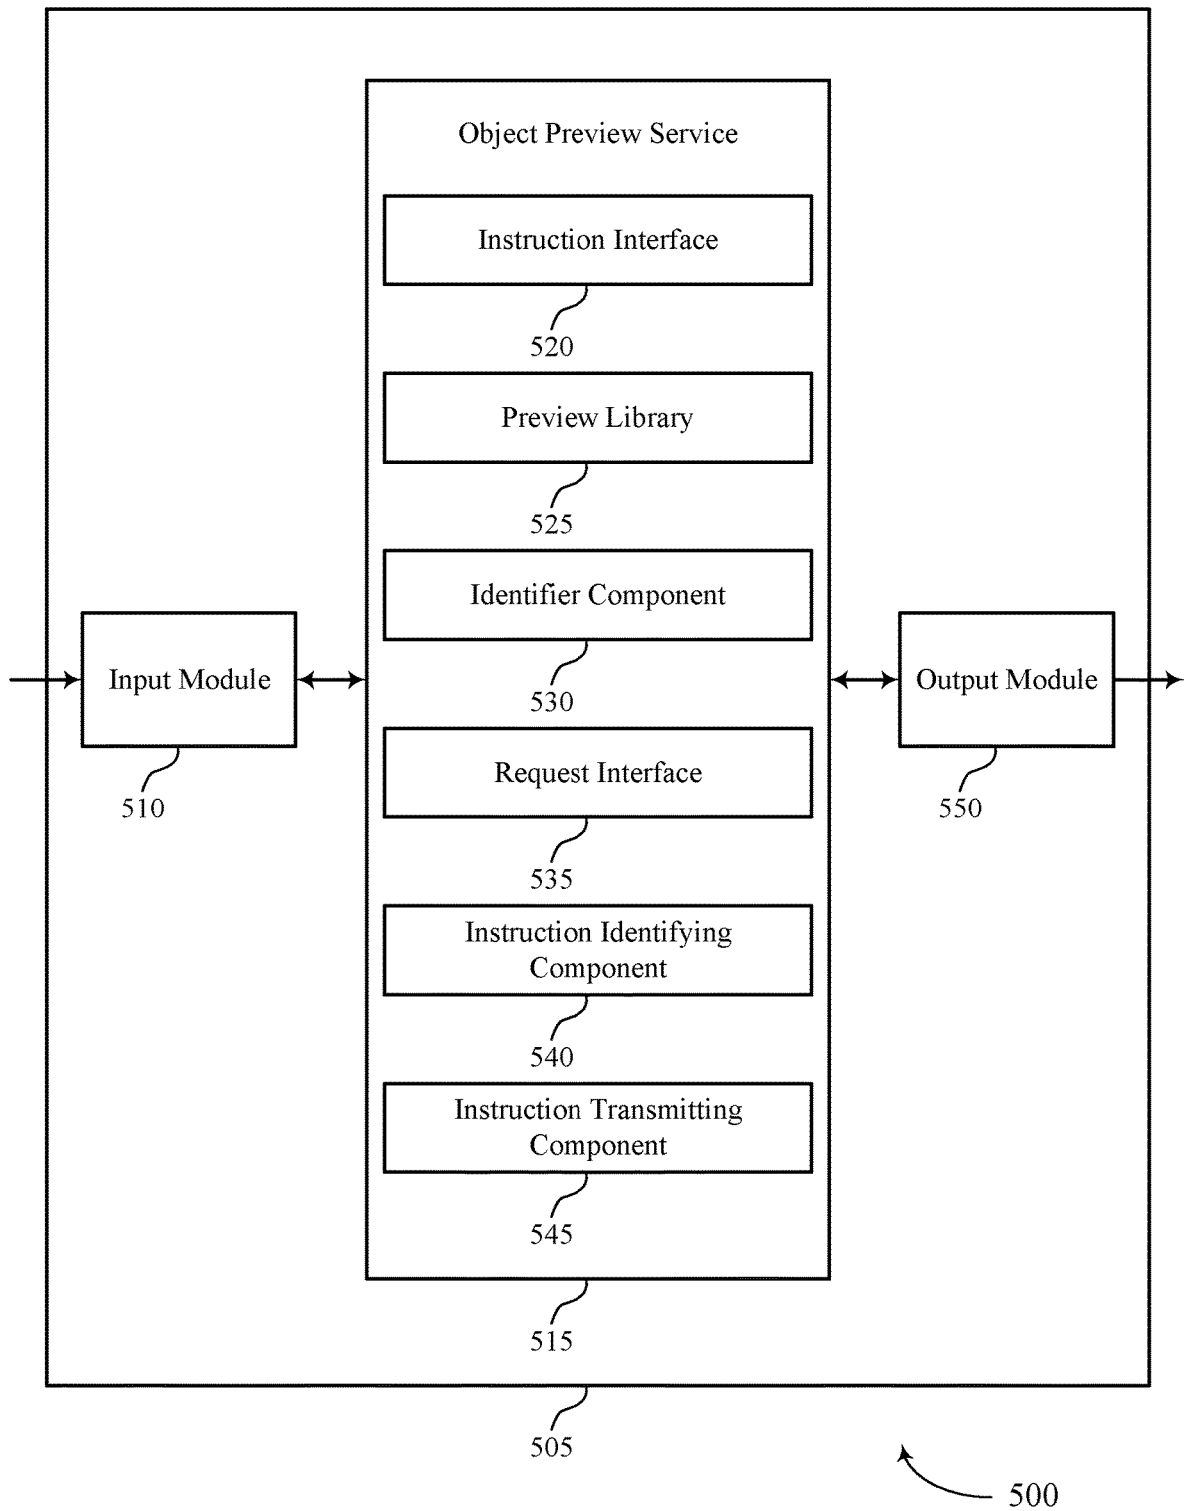 Object Preview Service
Instruction Interface
520
Preview Library
525
Identifier Component
530
Input Module
510
Output Module
550
Request Interface
535
Instruction Identifying
Component
540
Instruction Transmitting
Component
545
515
505
500